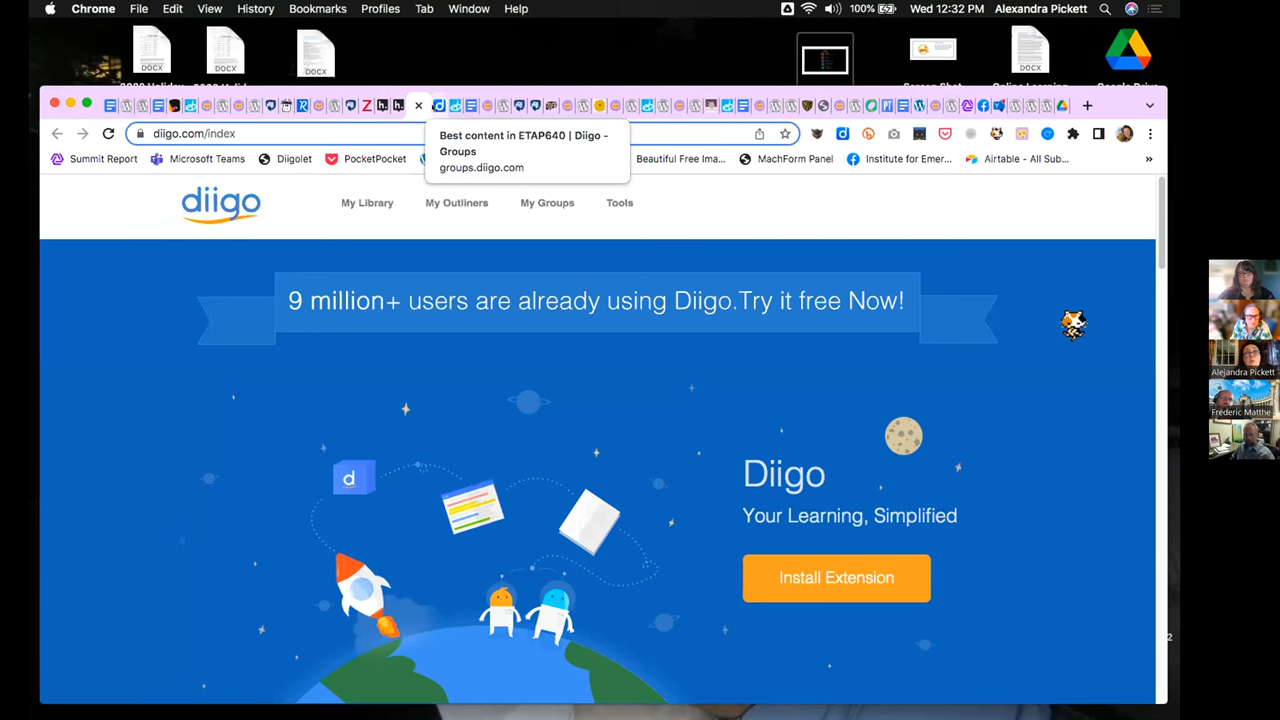 Chrome File Edit View History Bookmarks Profiles Tab Window Help
100% Wed 12:32 PM Alexandra Pickett
DOCX DOCX DOCX DOCX
diigo.com/index
Best content in ETAP640 | Diigo -
Groups
groups.diigo.com
Summit Report Microsoft Teams Diigolet PocketPocket Beautiful Free Ima... MachForm Panel Institute for Emer... Airtable - All Sub... »
diigo My Library My Outliners My Groups Tools
9 million+ users are already using Diigo.Try it free Now!
d
Diigo
Your Learning, Simplified
Install Extension
Alejandra Pickett
Frederic Matthe